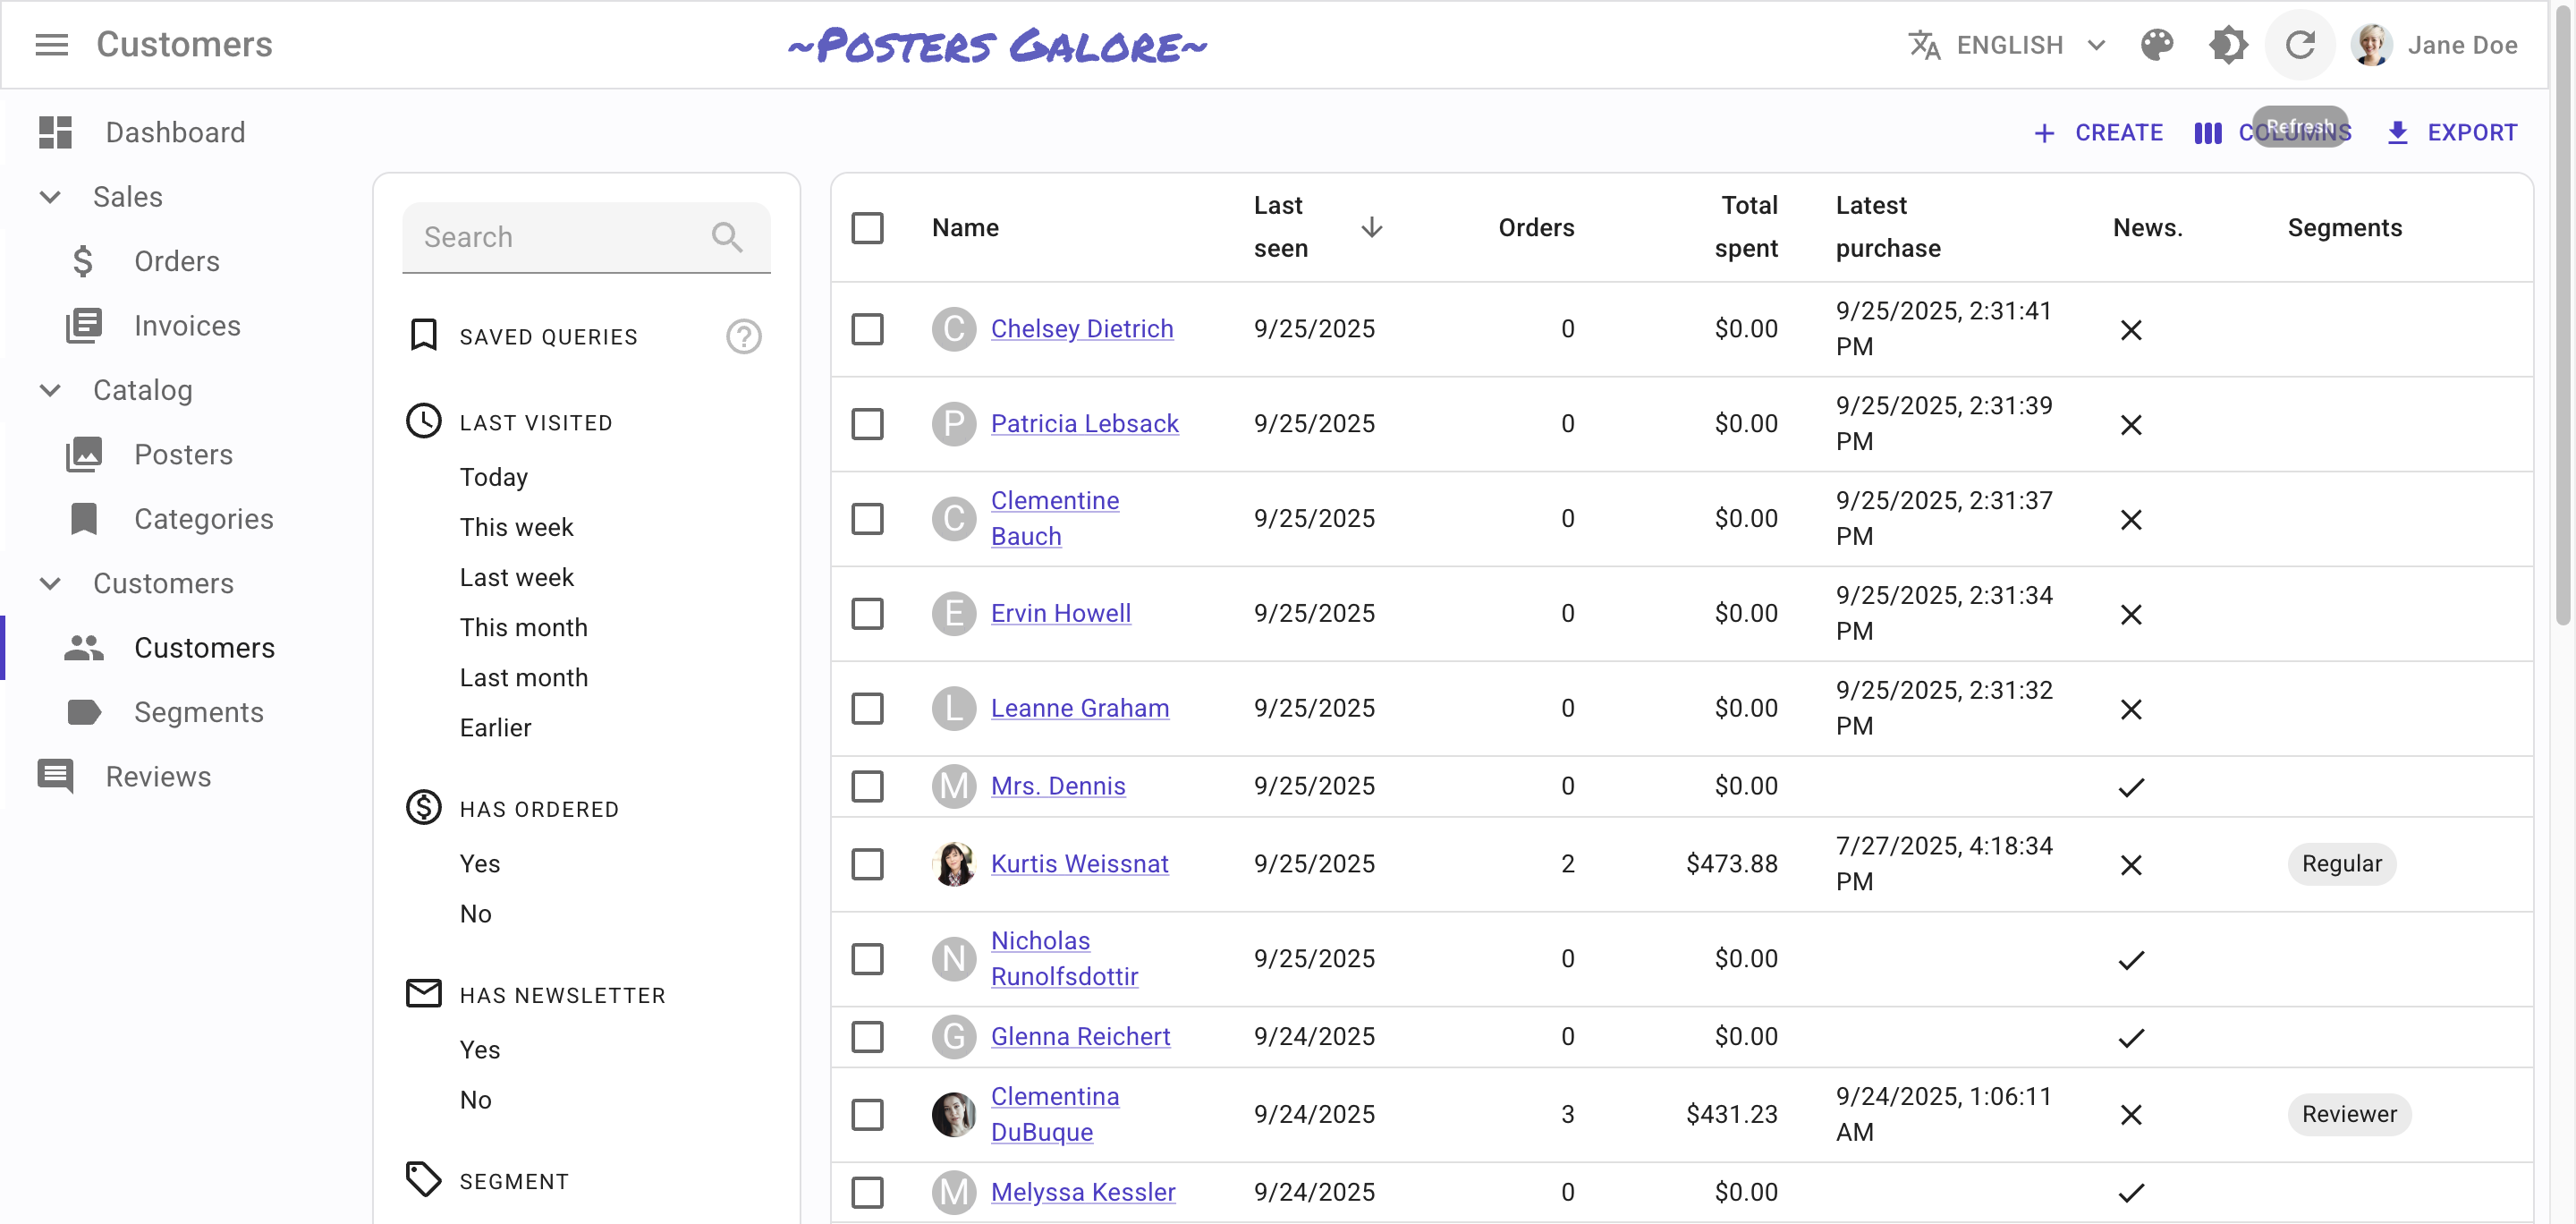 Customers
~Posters Galore~
ENGLISH
Jane Doe
CREATE
COLUMNS
Refresh
EXPORT
Dashboard
Sales
Orders
Invoices
Catalog
Posters
Categories
Customers
Customers
Segments
Reviews
Search
SAVED QUERIES
LAST VISITED
Today
This week
Last week
This month
Last month
Earlier
HAS ORDERED
Yes
No
HAS NEWSLETTER
Yes
No
SEGMENT
Name
Last
seen
Orders
Total
spent
Latest
purchase
News.
Segments
C Chelsey Dietrich 9/25/2025 0 $0.00 9/25/2025, 2:31:41
PM
P Patricia Lebsack 9/25/2025 0 $0.00 9/25/2025, 2:31:39
PM
C Clementine
Bauch 9/25/2025 0 $0.00 9/25/2025, 2:31:37
PM
E Ervin Howell 9/25/2025 0 $0.00 9/25/2025, 2:31:34
PM
L Leanne Graham 9/25/2025 0 $0.00 9/25/2025, 2:31:32
PM
M Mrs. Dennis 9/25/2025 0 $0.00
Kurtis Weissnat 9/25/2025 2 $473.88 7/27/2025, 4:18:34
PM Regular
N Nicholas
Runolfsdottir 9/25/2025 0 $0.00
G Glenna Reichert 9/24/2025 0 $0.00
Clementina
DuBuque 9/24/2025 3 $431.23 9/24/2025, 1:06:11
AM Reviewer
M Melyssa Kessler 9/24/2025 0 $0.00